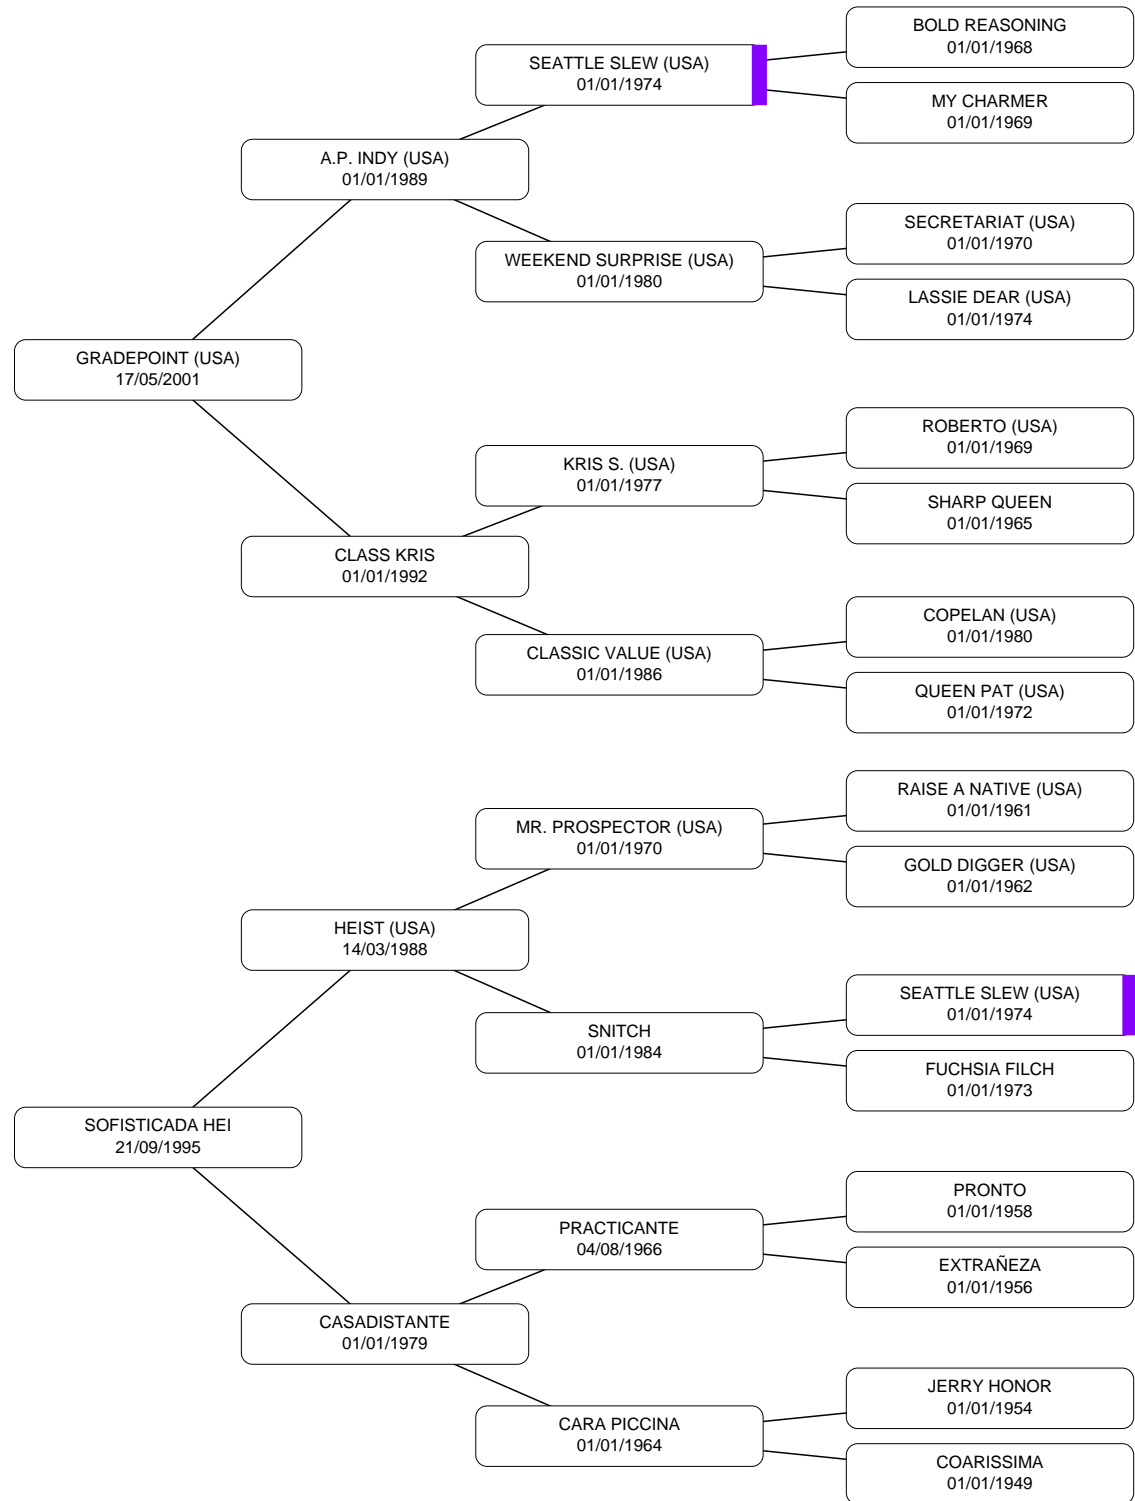 BOLD REASONING
01/01/1968
SEATTLE SLEW (USA)
01/01/1974
MY CHARMER
01/01/1969
A.P. INDY (USA)
01/01/1989
SECRETARIAT (USA)
01/01/1970
WEEKEND SURPRISE (USA)
01/01/1980
LASSIE DEAR (USA)
01/01/1974
GRADEPOINT (USA)
17/05/2001
ROBERTO (USA)
01/01/1969
KRIS S. (USA)
01/01/1977
SHARP QUEEN
01/01/1965
CLASS KRIS
01/01/1992
COPELAN (USA)
01/01/1980
CLASSIC VALUE (USA)
01/01/1986
QUEEN PAT (USA)
01/01/1972
RAISE A NATIVE (USA)
01/01/1961
MR. PROSPECTOR (USA)
01/01/1970
GOLD DIGGER (USA)
01/01/1962
HEIST (USA)
14/03/1988
SEATTLE SLEW (USA)
01/01/1974
SNITCH
01/01/1984
FUCHSIA FILCH
01/01/1973
SOFISTICADA HEI
21/09/1995
PRONTO
01/01/1958
PRACTICANTE
04/08/1966
EXTRAÑEZA
01/01/1956
CASADISTANTE
01/01/1979
JERRY HONOR
01/01/1954
CARA PICCINA
01/01/1964
COARISSIMA
01/01/1949